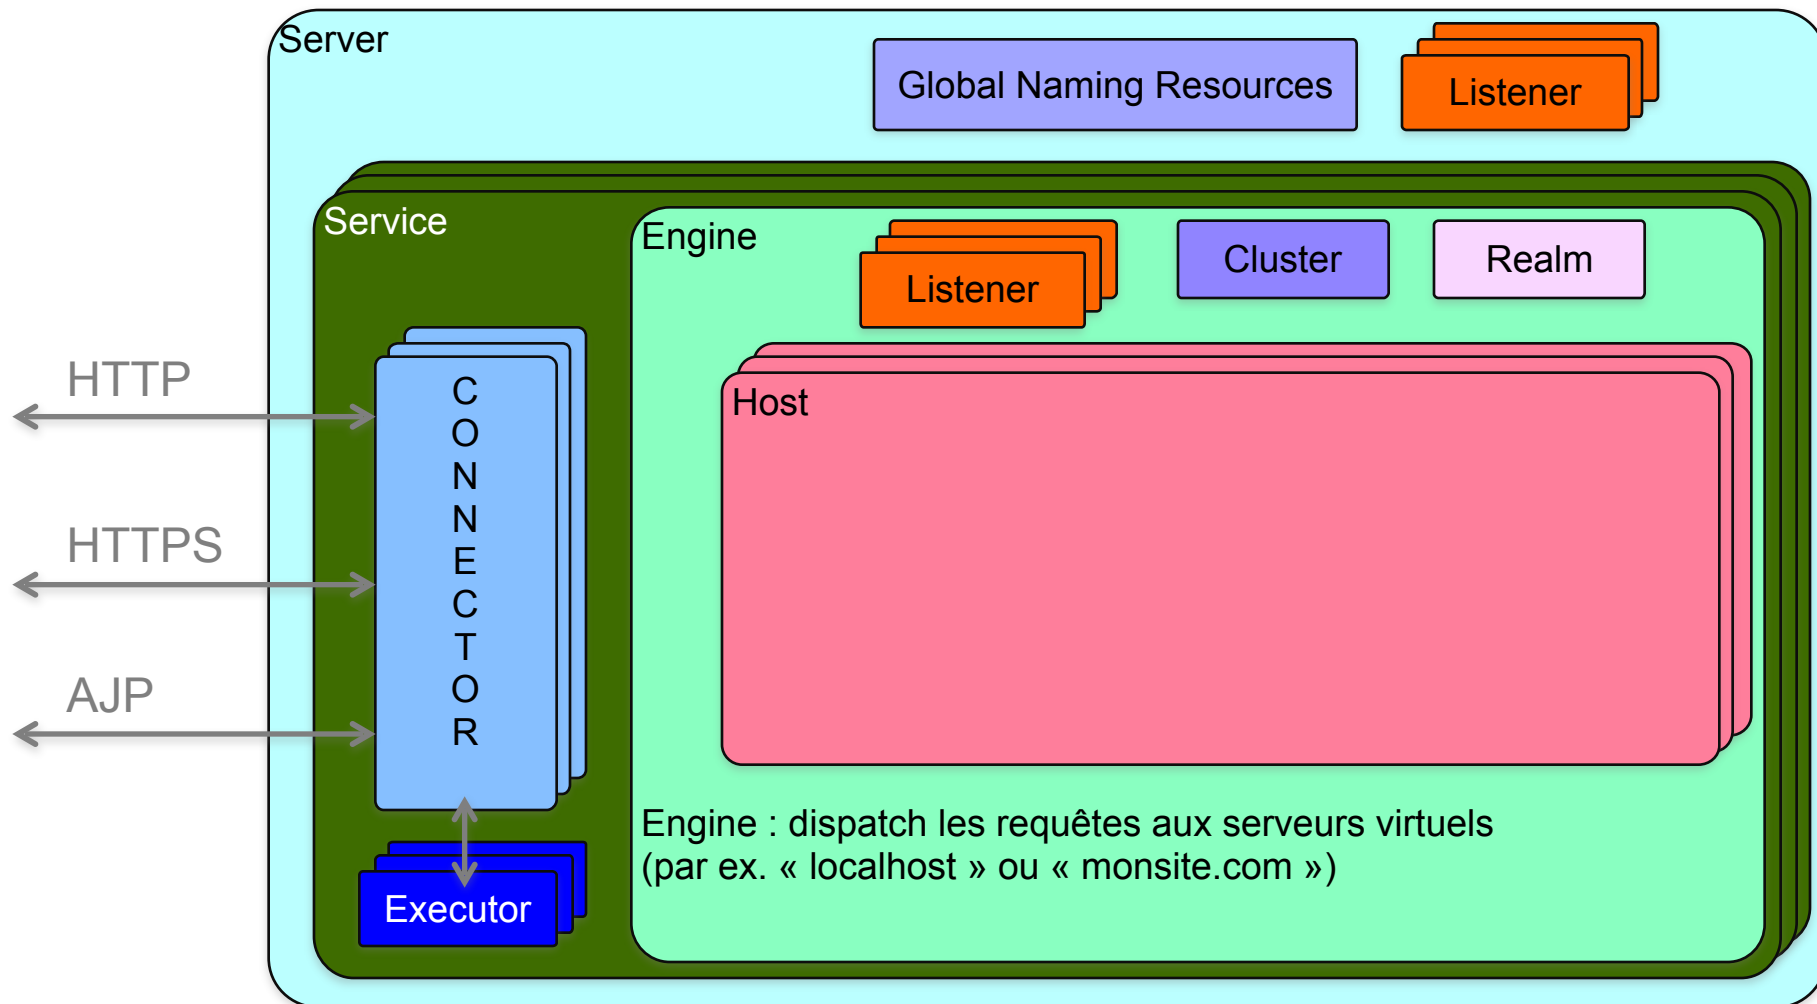 Server
Global Naming Resources
Listener
Service
Engine
Listener
Cluster
Realm
HTTP
HTTPS
AJP
CONNECTOR
Host
Engine : dispatch les requêtes aux serveurs virtuels
(par ex. « localhost » ou « monsite.com »)
Executor